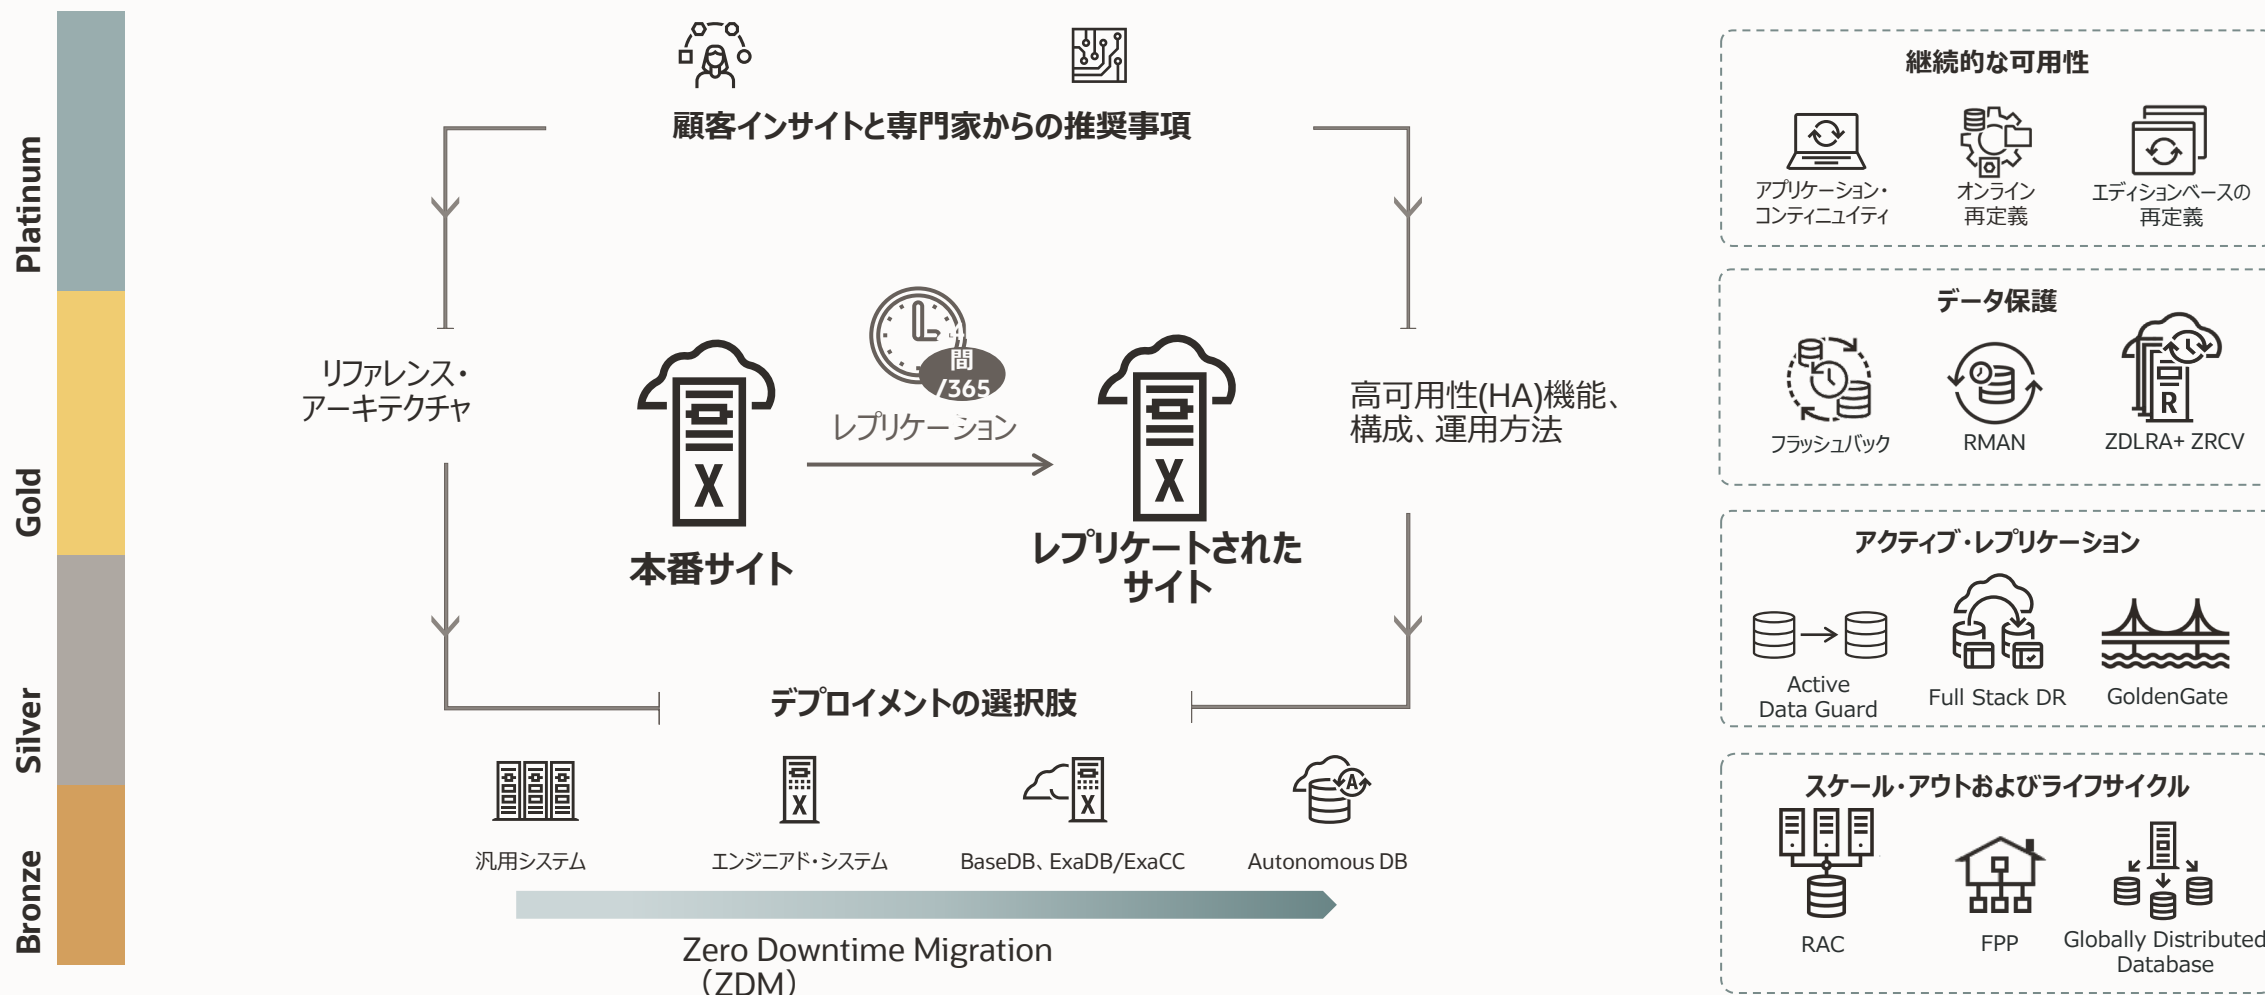 Platinum
Gold
Silver
Bronze
顧客インサイトと専門家からの推奨事項
リファレンス・
アーキテクチャ
間
/365
レプリケーション
本番サイト
レプリケートされた
サイト
高可用性(HA)機能、
構成、運用方法
デプロイメントの選択肢
汎用システム
エンジニアド・システム
BaseDB、ExaDB/ExaCC
Autonomous DB
Zero Downtime Migration
（ZDM）
継続的な可用性
アプリケーション・
コンティニュイティ
オンライン
再定義
エディションベースの
再定義
データ保護
フラッシュバック
RMAN
ZDLRA+ ZRCV
アクティブ・レプリケーション
Active
Data Guard
Full Stack DR
GoldenGate
スケール・アウトおよびライフサイクル
RAC
FPP
Globally Distributed
Database